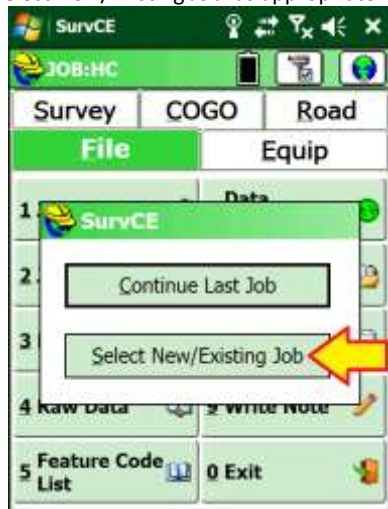 SurvCE
JOB:HC
Survey COGO Road
File Equip
1 Data
SurvCE
2
Continue Last Job
3
Select New/Existing Job
4 Raw Data 9 Write Note
5 Feature Code List 0 Exit